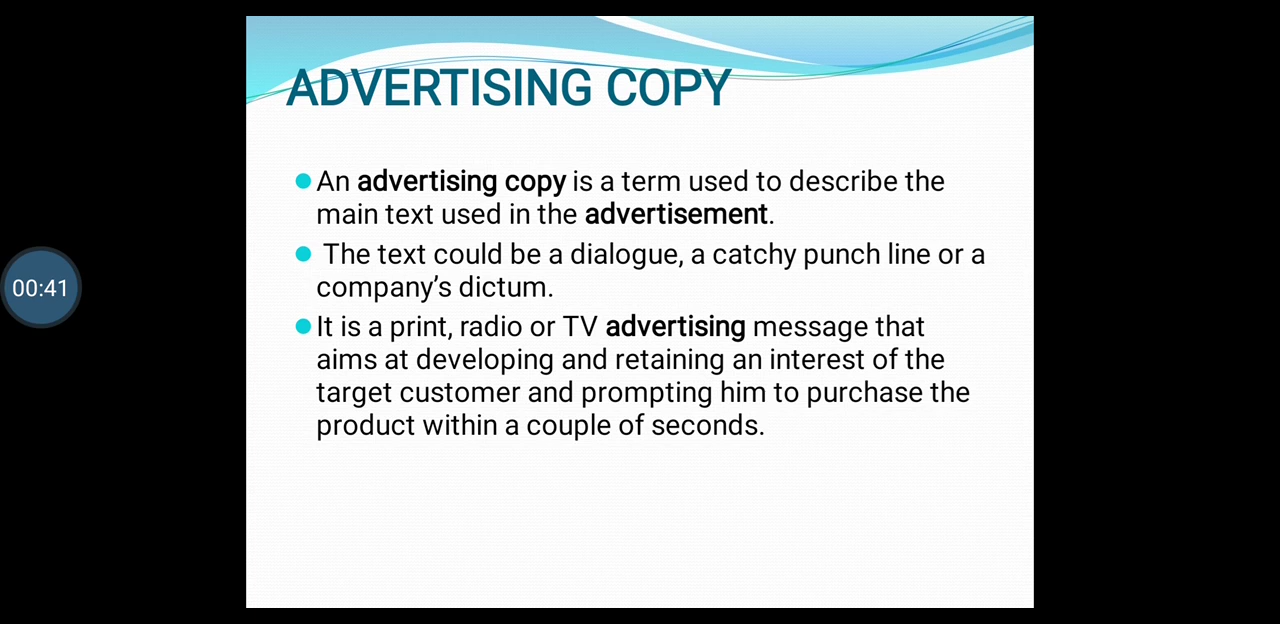 ADVERTISING COPY
An advertising copy is a term used to describe the
main text used in the advertisement.
The text could be a dialogue, a catchy punch line or a
company’s dictum.
00:41
It is a print, radio or TV advertising message that
aims at developing and retaining an interest of the
target customer and prompting him to purchase the
product within a couple of seconds.